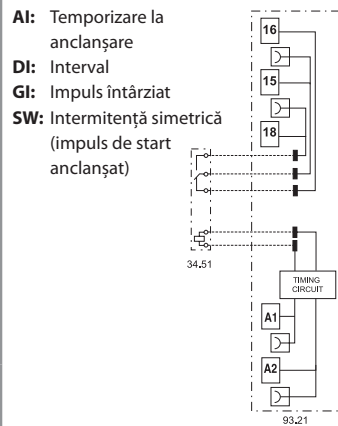 AI: Temporizare la
anclanșare
DI: Interval
GI: Impuls întârziat
SW: Intermitență simetrică
(impuls de start
anclanșat)
16
15
18
34.51
TIMING
CIRCUIT
A1
A2
93.21